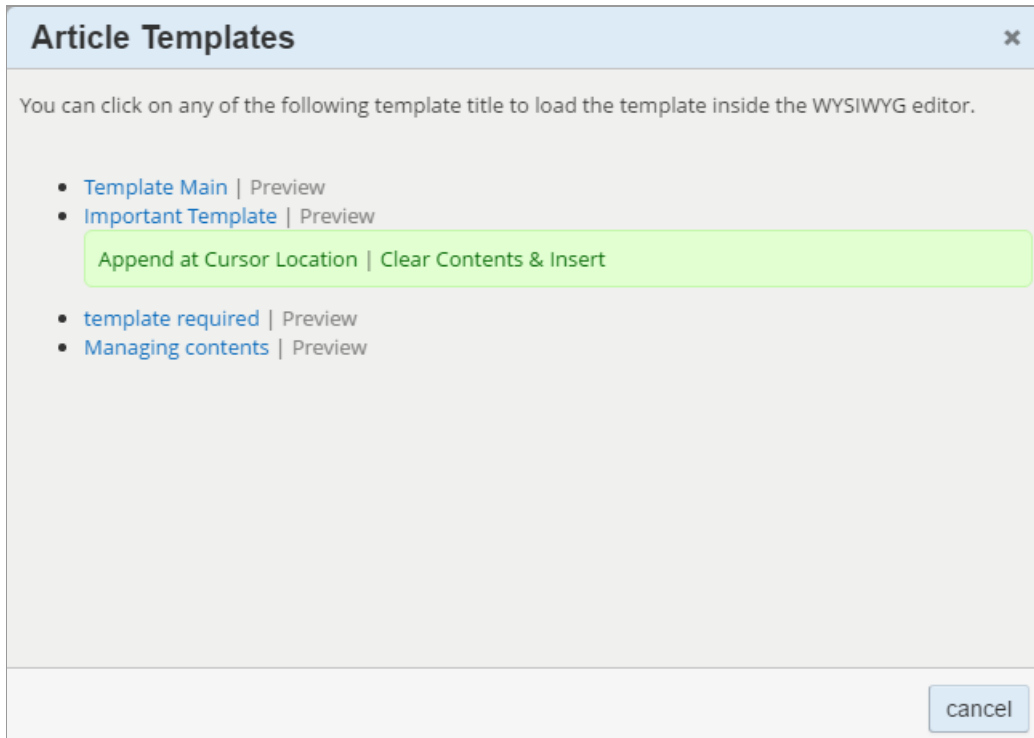 Article Templates
You can click on any of the following template title to load the template inside the WYSIWYG editor.
Template Main | Preview
Important Template | Preview
Append at Cursor Location | Clear Contents & Insert
template required | Preview
Managing contents | Preview
cancel